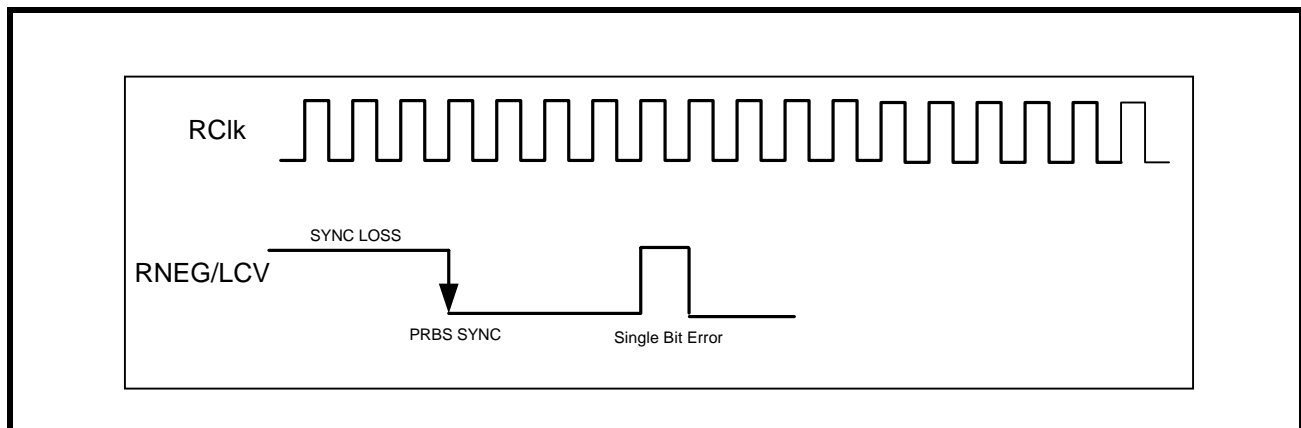 RClk
SYNC LOSS
RNEG/LCV
PRBS SYNC
Single Bit Error